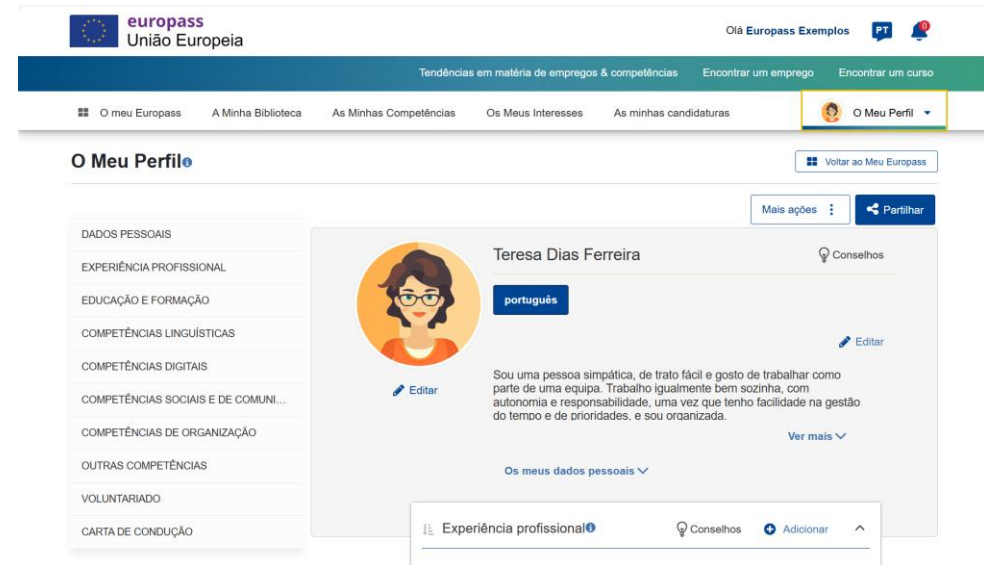 europass
União Europeia
Olá Europass Exemplos
PT
0
Tendências em matéria de empregos & competências
Encontrar um emprego
Encontrar um curso
O meu Europass
A Minha Biblioteca
As Minhas Competências
Os Meus Interesses
As minhas candidaturas
O Meu Perfil
O Meu Perfil
Voltar ao Meu Europass
Mais ações
Partilhar
DADOS PESSOAIS
EXPERIÊNCIA PROFISSIONAL
EDUCAÇÃO E FORMAÇÃO
COMPETÊNCIAS LINGUÍSTICAS
COMPETÊNCIAS DIGITAIS
COMPETÊNCIAS SOCIAIS E DE COMUNI...
COMPETÊNCIAS DE ORGANIZAÇÃO
OUTRAS COMPETÊNCIAS
VOLUNTARIADO
CARTA DE CONDUÇÃO
Editar
Teresa Dias Ferreira
Conselhos
português
Editar
Sou uma pessoa simpática, de trato fácil e gosto de trabalhar como
parte de uma equipa. Trabalho igualmente bem sozinha, com
autonomia e responsabilidade, uma vez que tenho facilidade na gestão
do tempo e de prioridades, e sou organizada.
Ver mais
Os meus dados pessoais
Experiência profissional
Conselhos
Adicionar